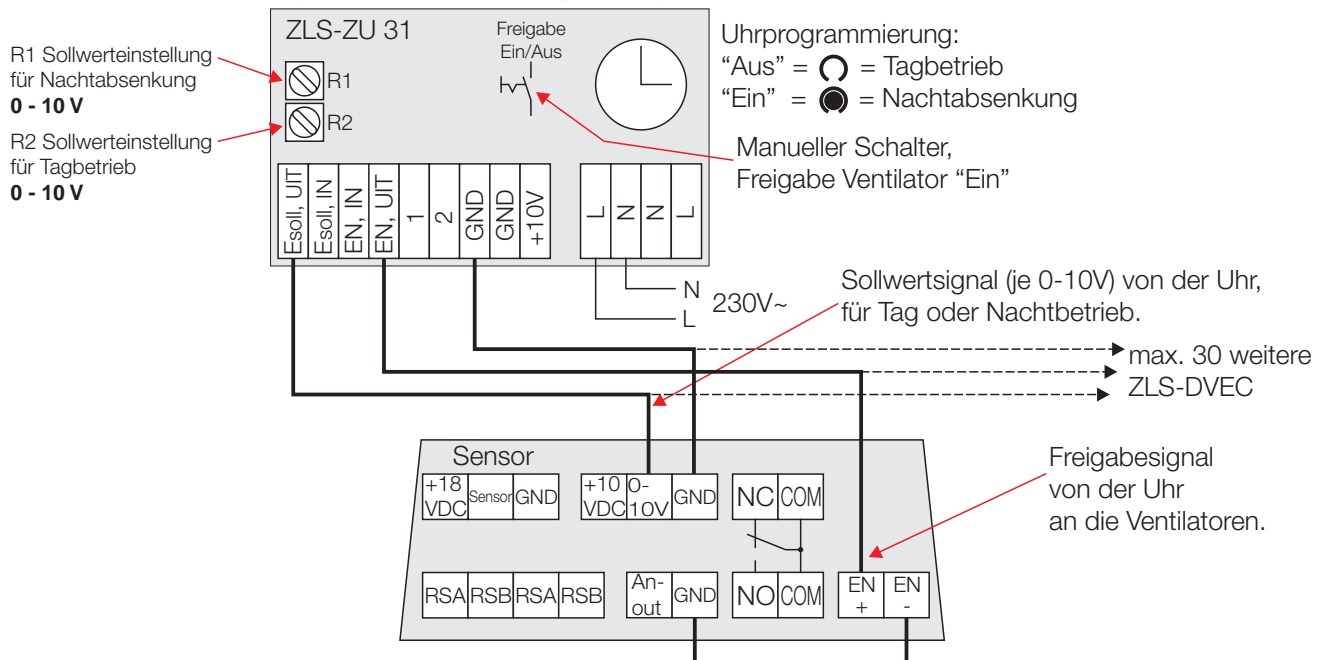 ZLS-ZU 31
Freigabe
Ein/Aus
R1
R2
R1 Sollwerteinstellung
für Nachtabsenkung
0 - 10 V
R2 Sollwerteinstellung
für Tagbetrieb
0 - 10 V
Uhrprogrammierung:
“Aus” = = Tagbetrieb
“Ein” = = Nachtabsenkung
Manueller Schalter,
Freigabe Ventilator “Ein”
Esoll, UIT
Esoll, IN
EN, IN
EN, UIT
1
2
GND
GND
+10V
L
N
N
L
N
L
230V~
Sollwertsignal (je 0-10V) von der Uhr,
für Tag oder Nachtbetrieb.
max. 30 weitere
ZLS-DVEC
Sensor
+18
VDC
Sensor
GND
+10
VDC
0-
10V
GND
NC
COM
Freigabesignal
von der Uhr
an die Ventilatoren.
RSA
RSB
RSA
RSB
An-
out
GND
NO
COM
EN
+
EN
-